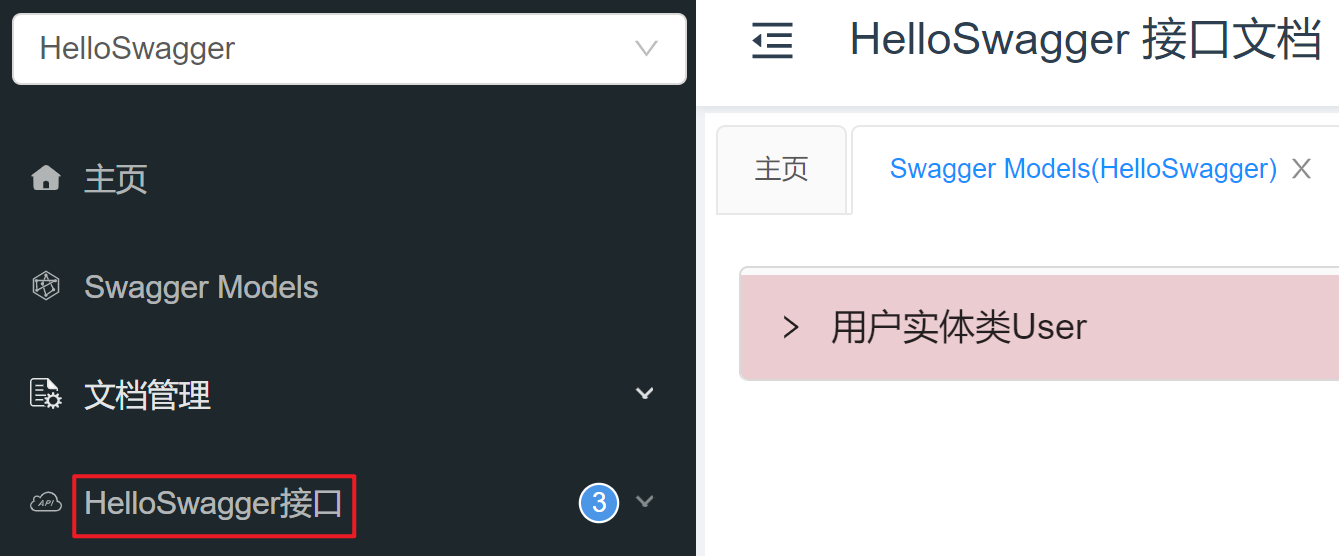 HelloSwagger
主页
Swagger Models
文档管理
API
HelloSwagger接口
3
HelloSwagger 接口文档
主页
Swagger Models(HelloSwagger) X
用户实体类User